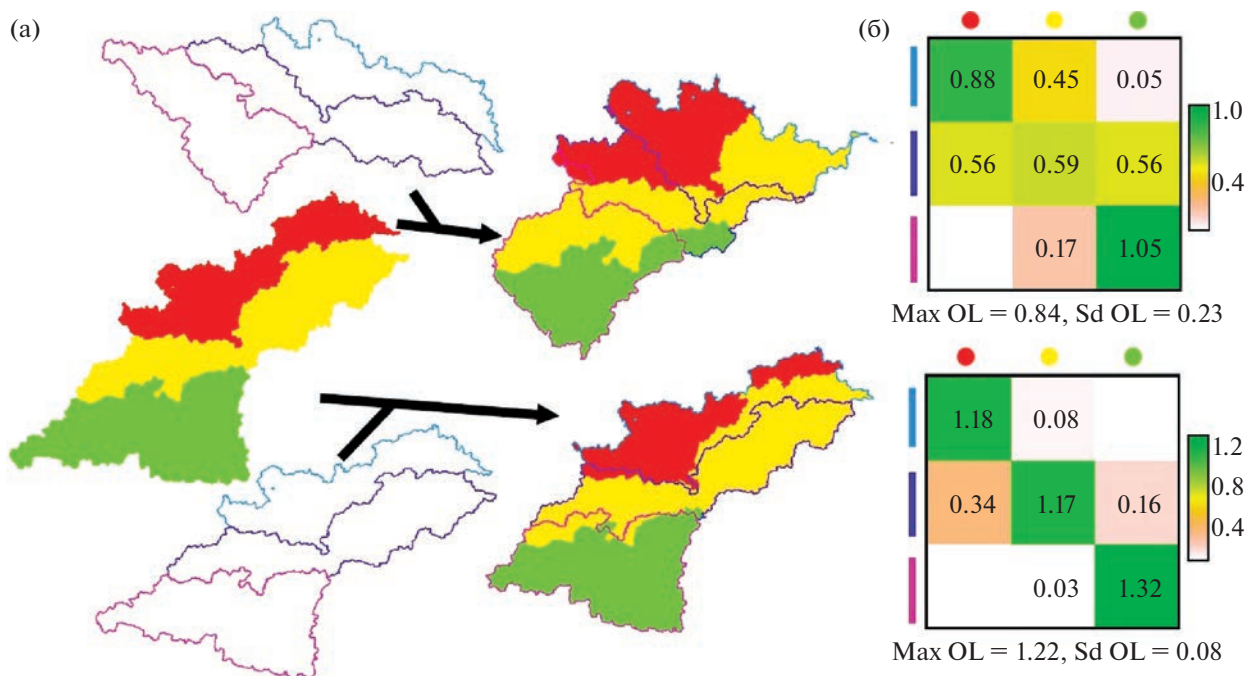 (а)
(б)
0.88 0.45 0.05
0.56 0.59 0.56
0.17 1.05
1.0
0.4
Max OL = 0.84, Sd OL = 0.23
1.18 0.08
0.34 1.17 0.16
0.03 1.32
1.2
0.8
0.4
Max OL = 1.22, Sd OL = 0.08